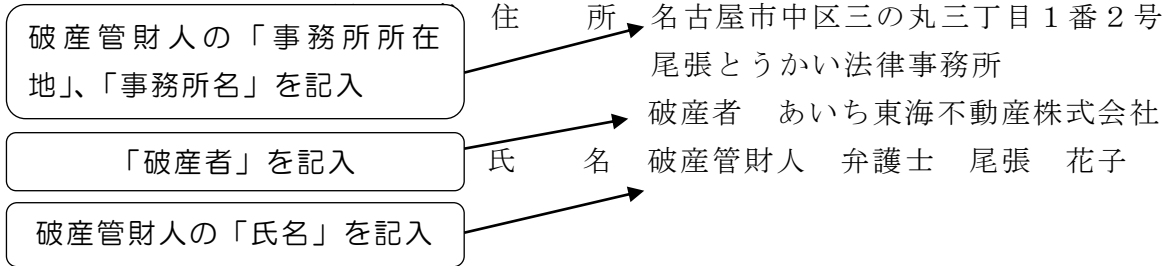 住　　所　名古屋市中区三の丸三丁目１番２号
破産管財人の「事務所所在
地」、「事務所名」を記入
尾張とうかい法律事務所
破産者　あいち東海不動産株式会社
「破産者」を記入
氏　　名　破産管財人　弁護士　尾張　花子
破産管財人の「氏名」を記入